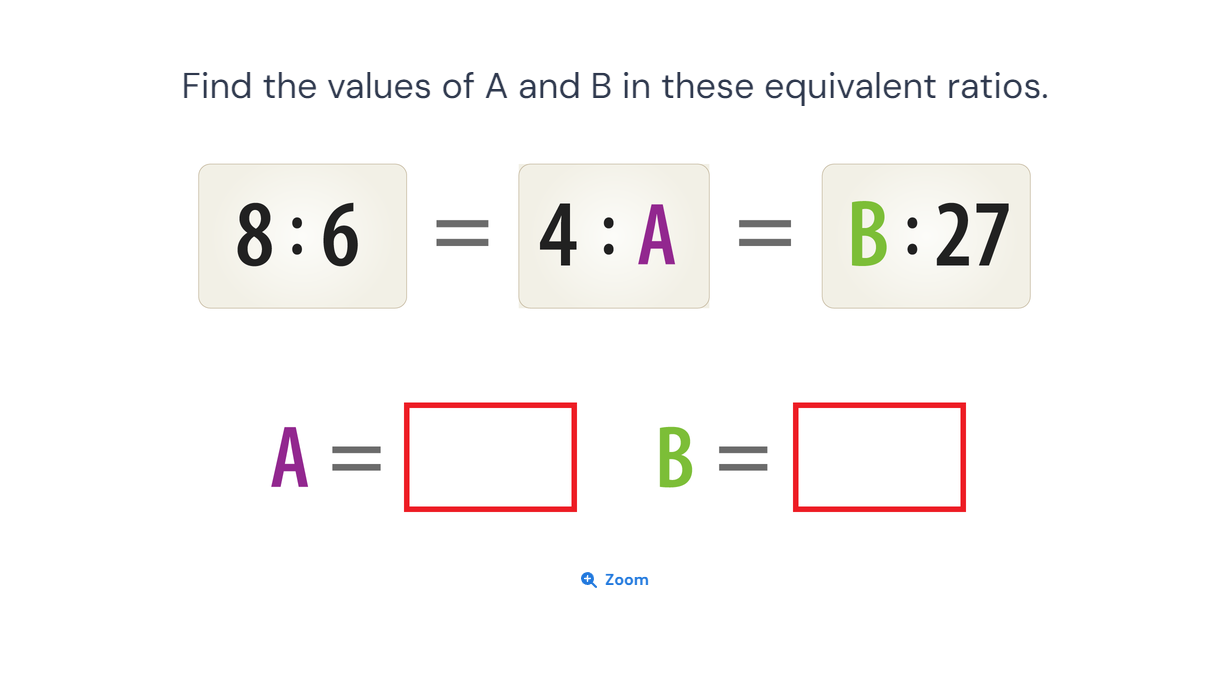 Find the values of A and B in these equivalent ratios.
8 : 6 = 4 : A = B : 27
A = B =
Zoom